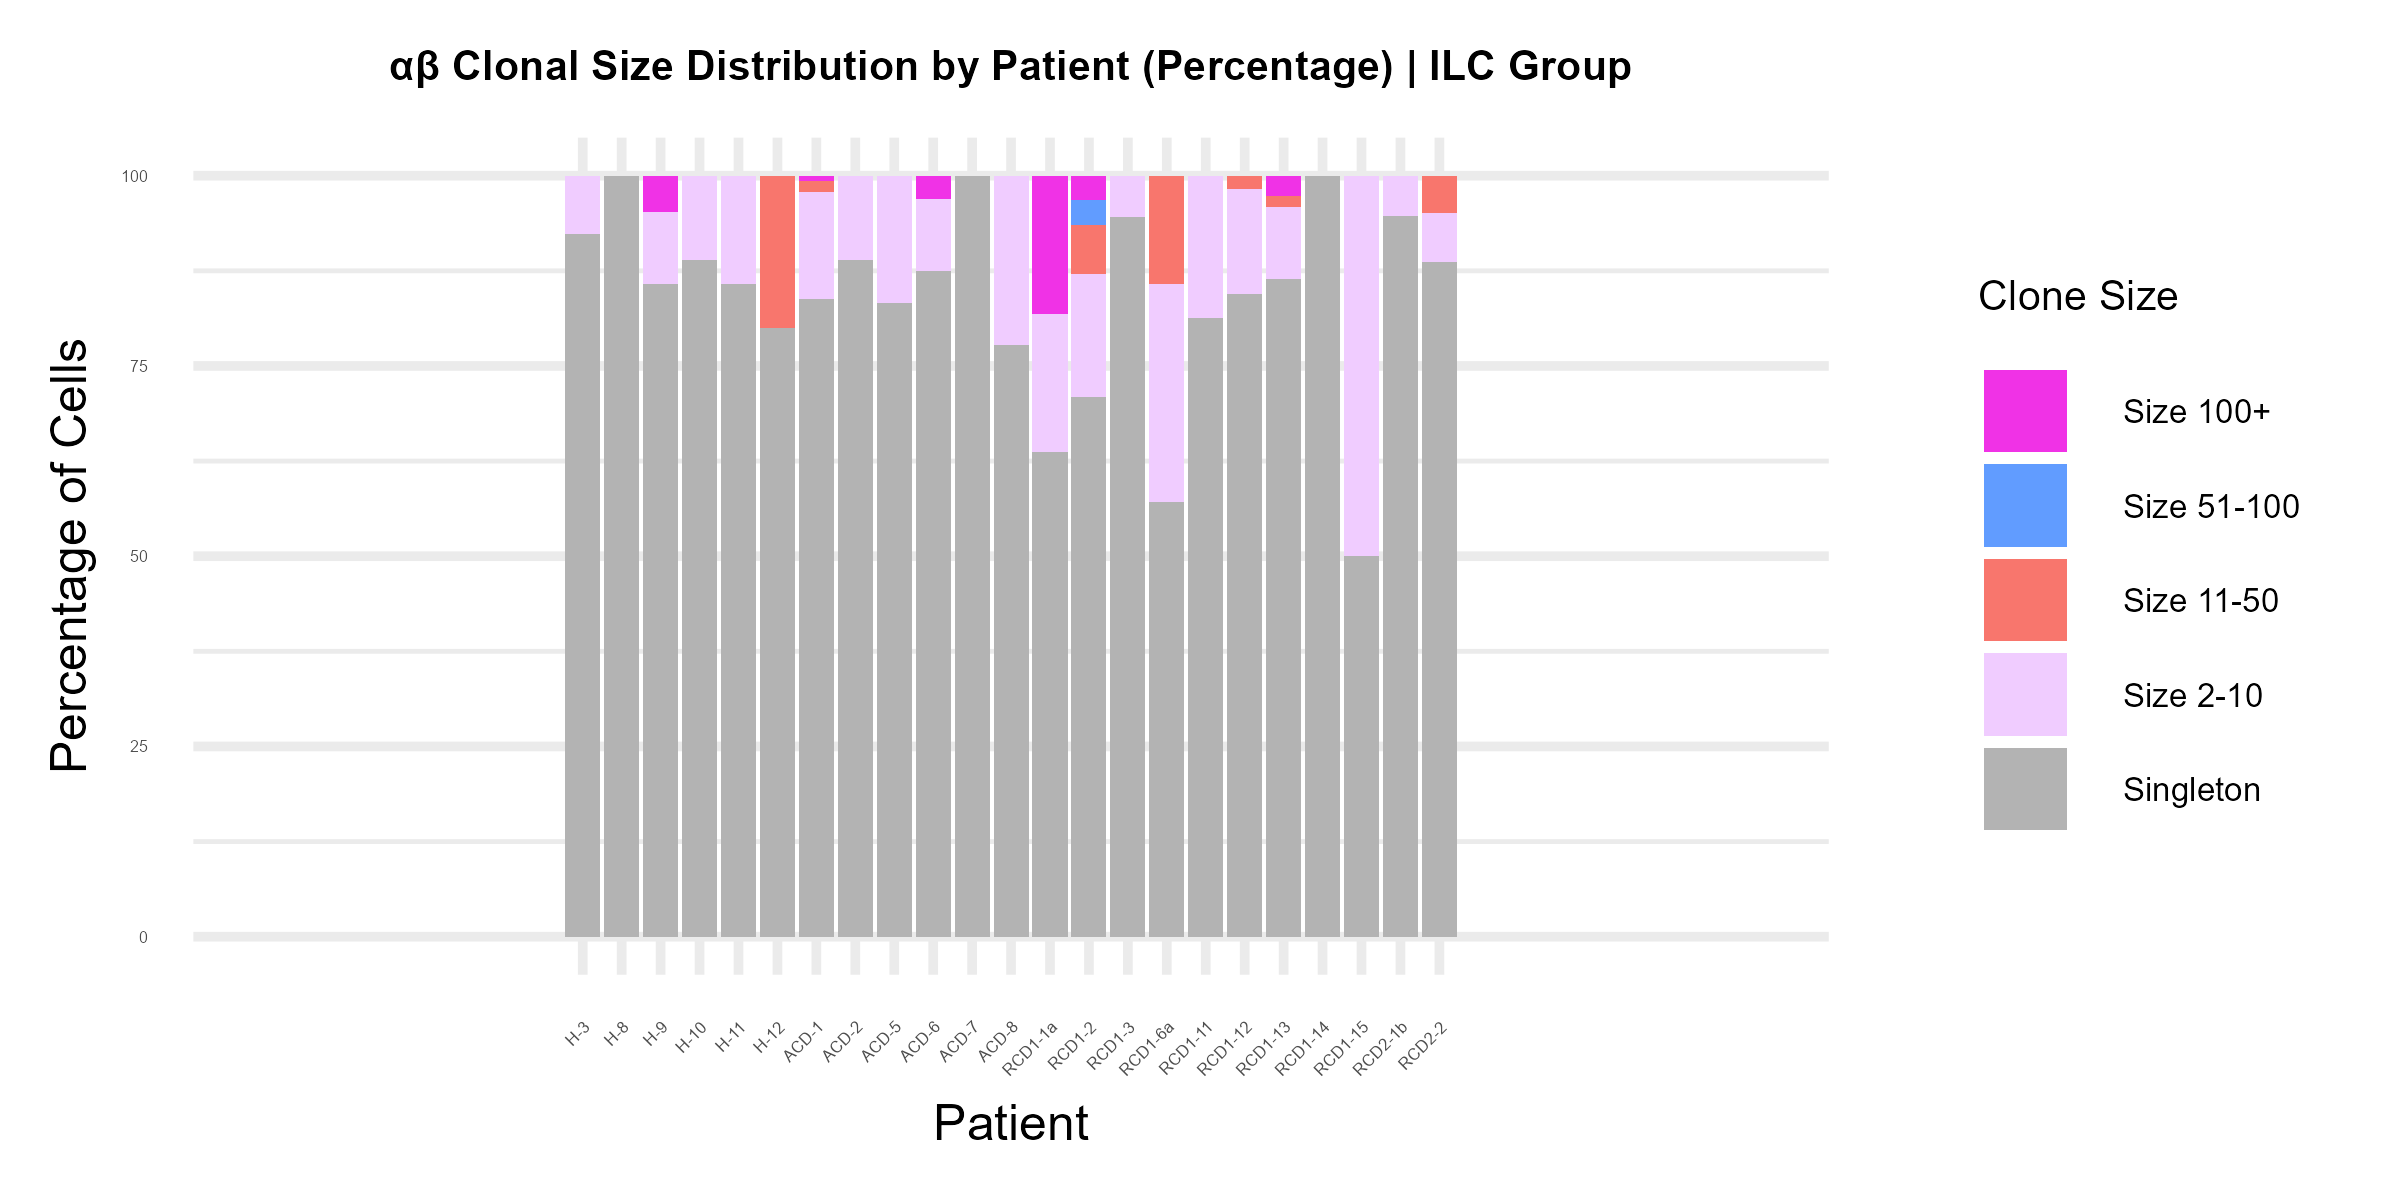 αβ Clonal Size Distribution by Patient (Percentage) | ILC Group
Percentage of Cells
100
75
50
25
0
H-3
H-8
H-9
H-10
H-11
H-12
ACD-1
ACD-2
ACD-5
ACD-6
ACD-7
ACD-8
RCD1-1a
RCD1-2
RCD1-3
RCD1-6a
RCD1-11
RCD1-12
RCD1-13
RCD1-14
RCD1-15
RCD2-1b
RCD2-2
Patient
Clone Size
Size 100+
Size 51-100
Size 11-50
Size 2-10
Singleton